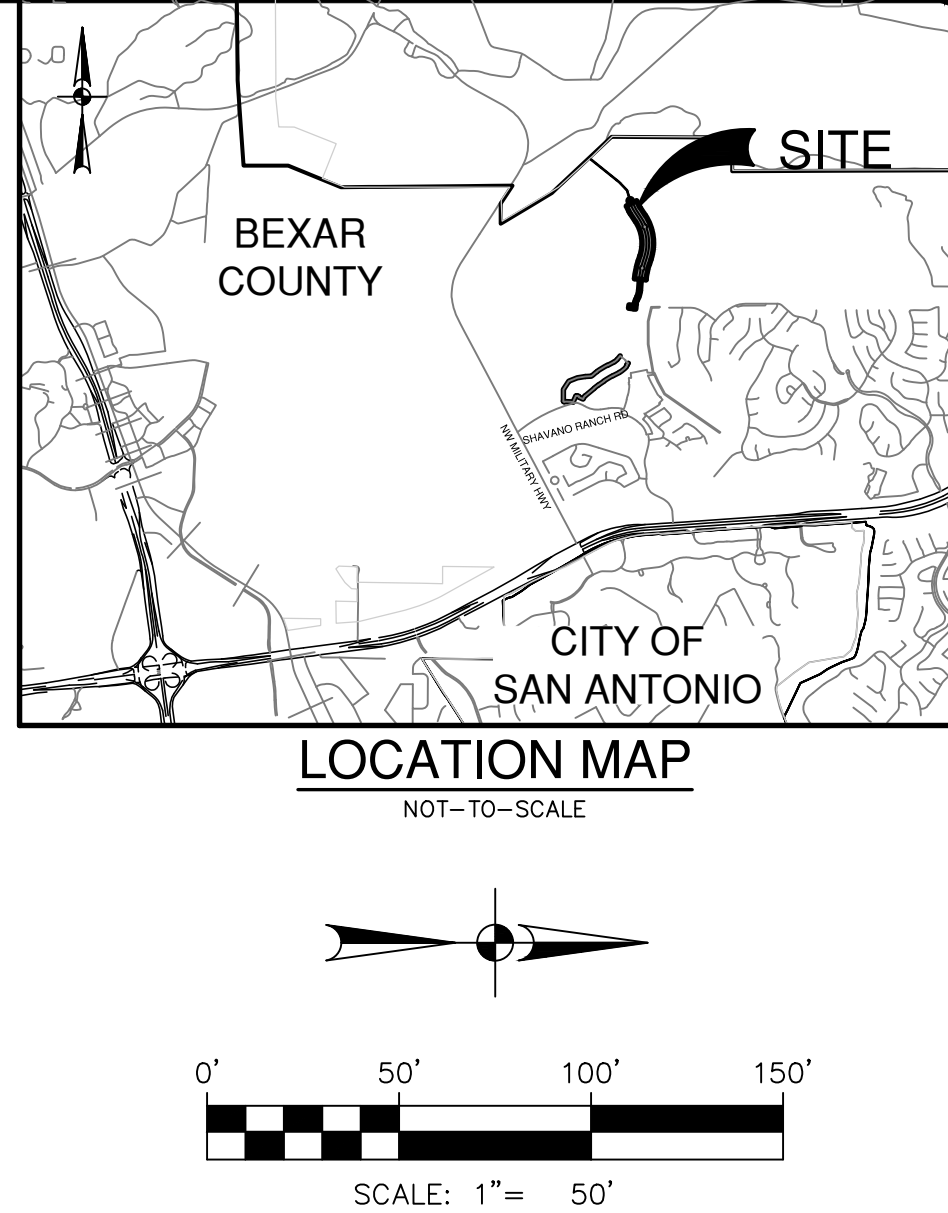 SITE
BEXAR
COUNTY
SHAVANO RANCH RD
NW MILITARY HWY
CITY OF
SAN ANTONIO
LOCATION MAP
NOT-TO-SCALE
0' 50' 100' 150'
SCALE: 1"= 50'